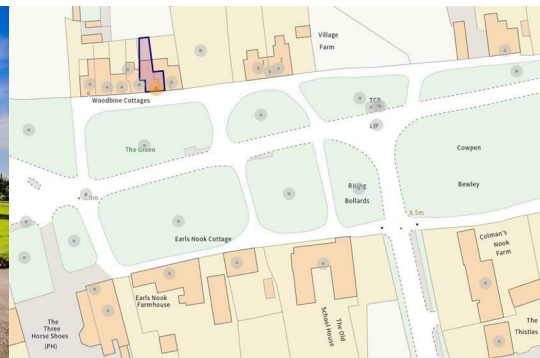 Village
Farm
Woodbine Cottages
TCB
LB
The Green
Cowpen
Bewley
Rising
Bollards
8.5m
Earls Nook Cottage
Colman's
Nook
Farm
Earls Nook
Farmhouse
The Old
School House
The
Three
Horse Shoes
(PH)
The
Thistles